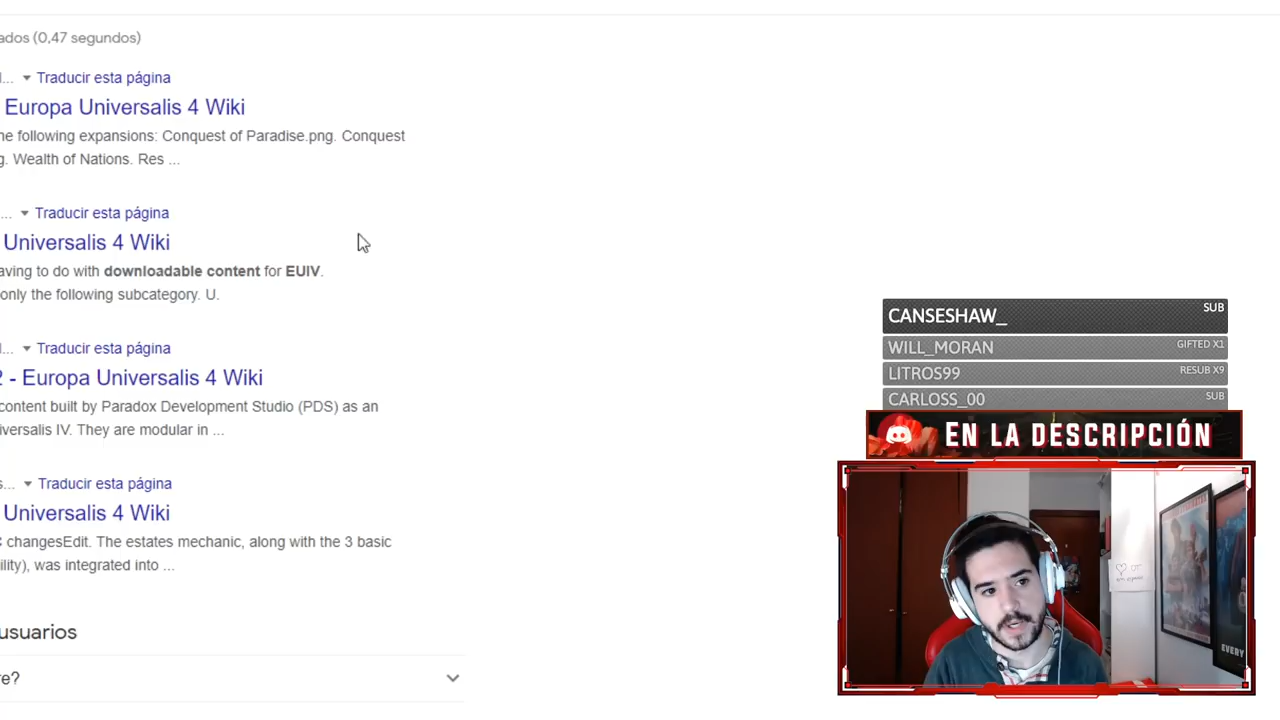 ados (0,47 segundos)
... Traducir esta página
Europa Universalis 4 Wiki
he following expansions: Conquest of Paradise.png. Conquest
g. Wealth of Nations. Res ...
... Traducir esta página
Universalis 4 Wiki
aving to do with downloadable content for EUIV.
only the following subcategory. U.
... Traducir esta página
2 - Europa Universalis 4 Wiki
content built by Paradox Development Studio (PDS) as an
iversalis IV. They are modular in ...
s... Traducir esta página
Universalis 4 Wiki
C changesEdit. The estates mechanic, along with the 3 basic
ility), was integrated into ...
usuarios
re?
CANSESHAW_ SUB
WILL_MORAN GIFTED X1
LITROS99 RESUB X9
CARLOSS_00 SUB
EN LA DESCRIPCIÓN
EVERY